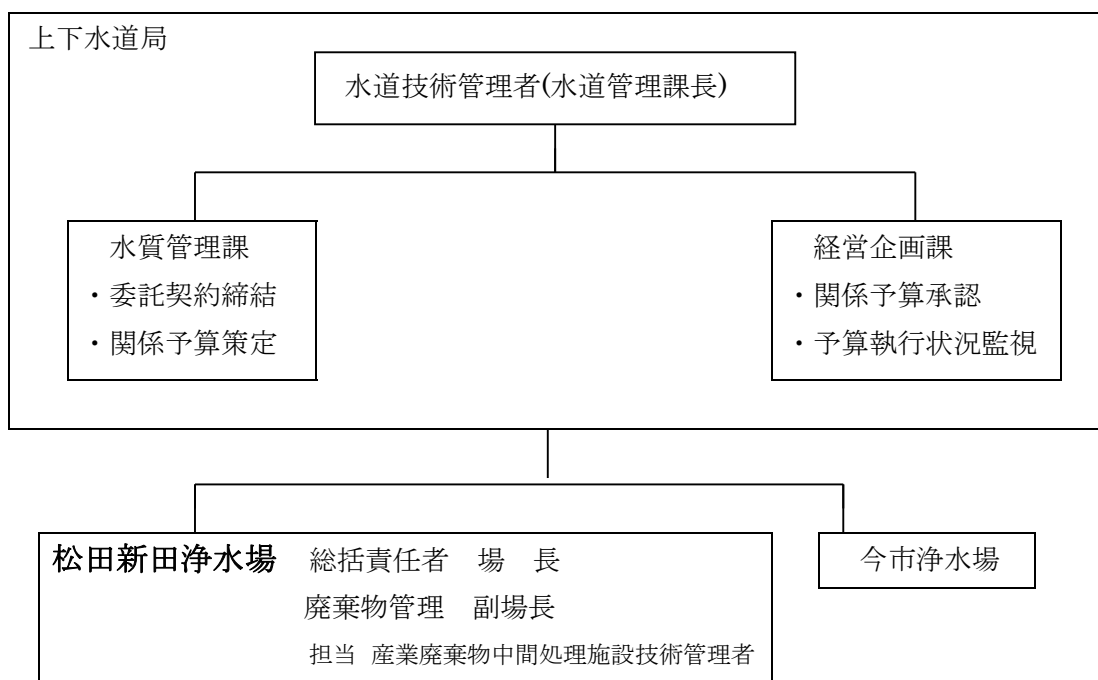 上下水道局
水道技術管理者(水道管理課長)
水質管理課
・委託契約締結
・関係予算策定
経営企画課
・関係予算承認
・予算執行状況監視
松田新田浄水場 総括責任者 場 長
廃棄物管理 副場長
担当 産業廃棄物中間処理施設技術管理者
今市浄水場